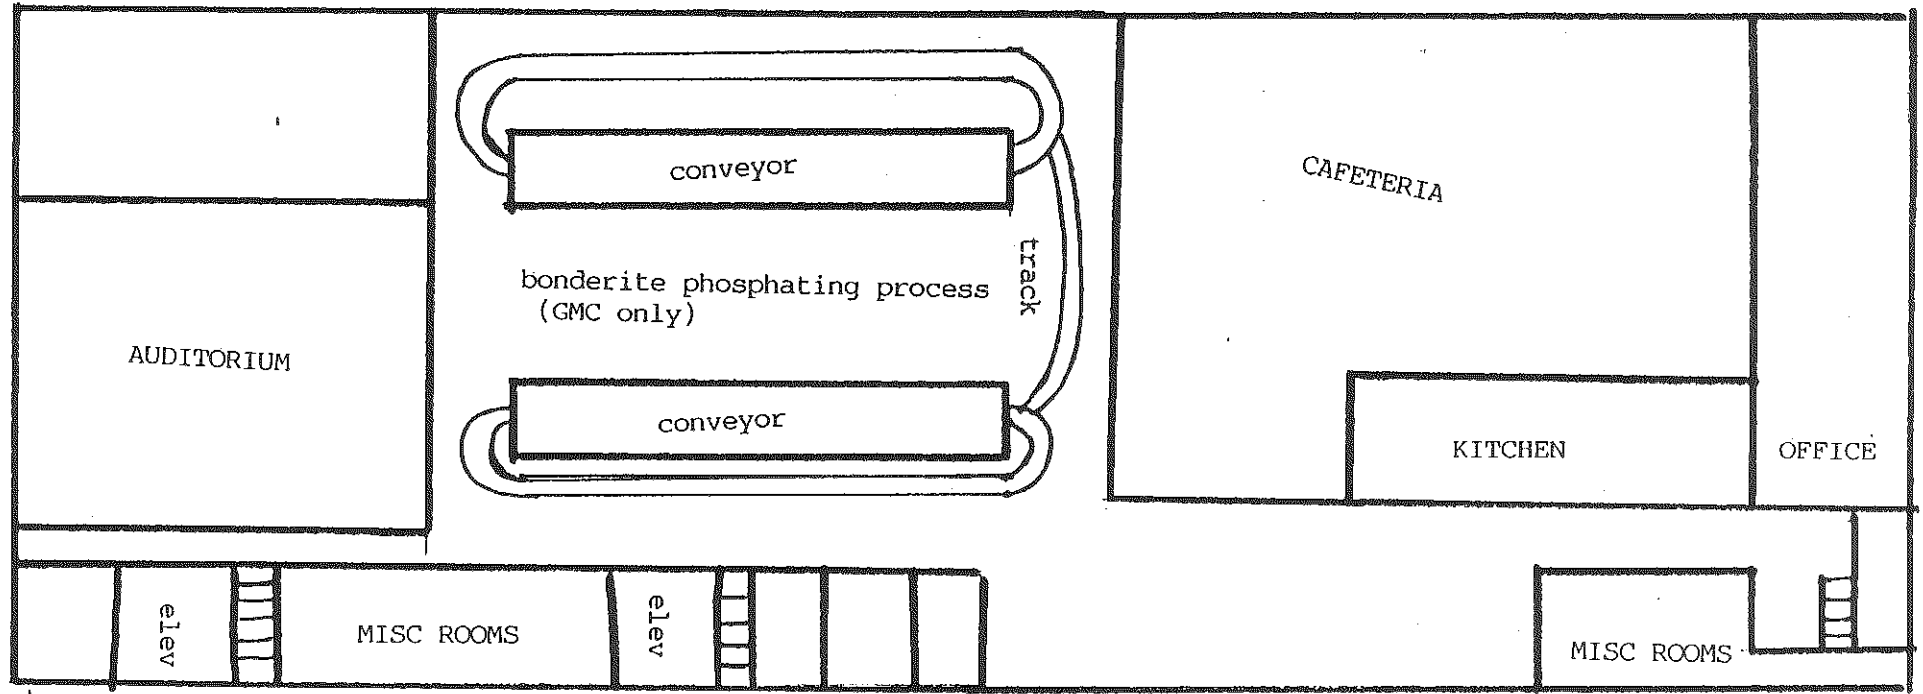 conveyor
CAFETERIA
track
bonderite phosphating process
(GMC only)
AUDITORIUM
conveyor
KITCHEN
OFFICE
elev
MISC ROOMS
elev
MISC ROOMS